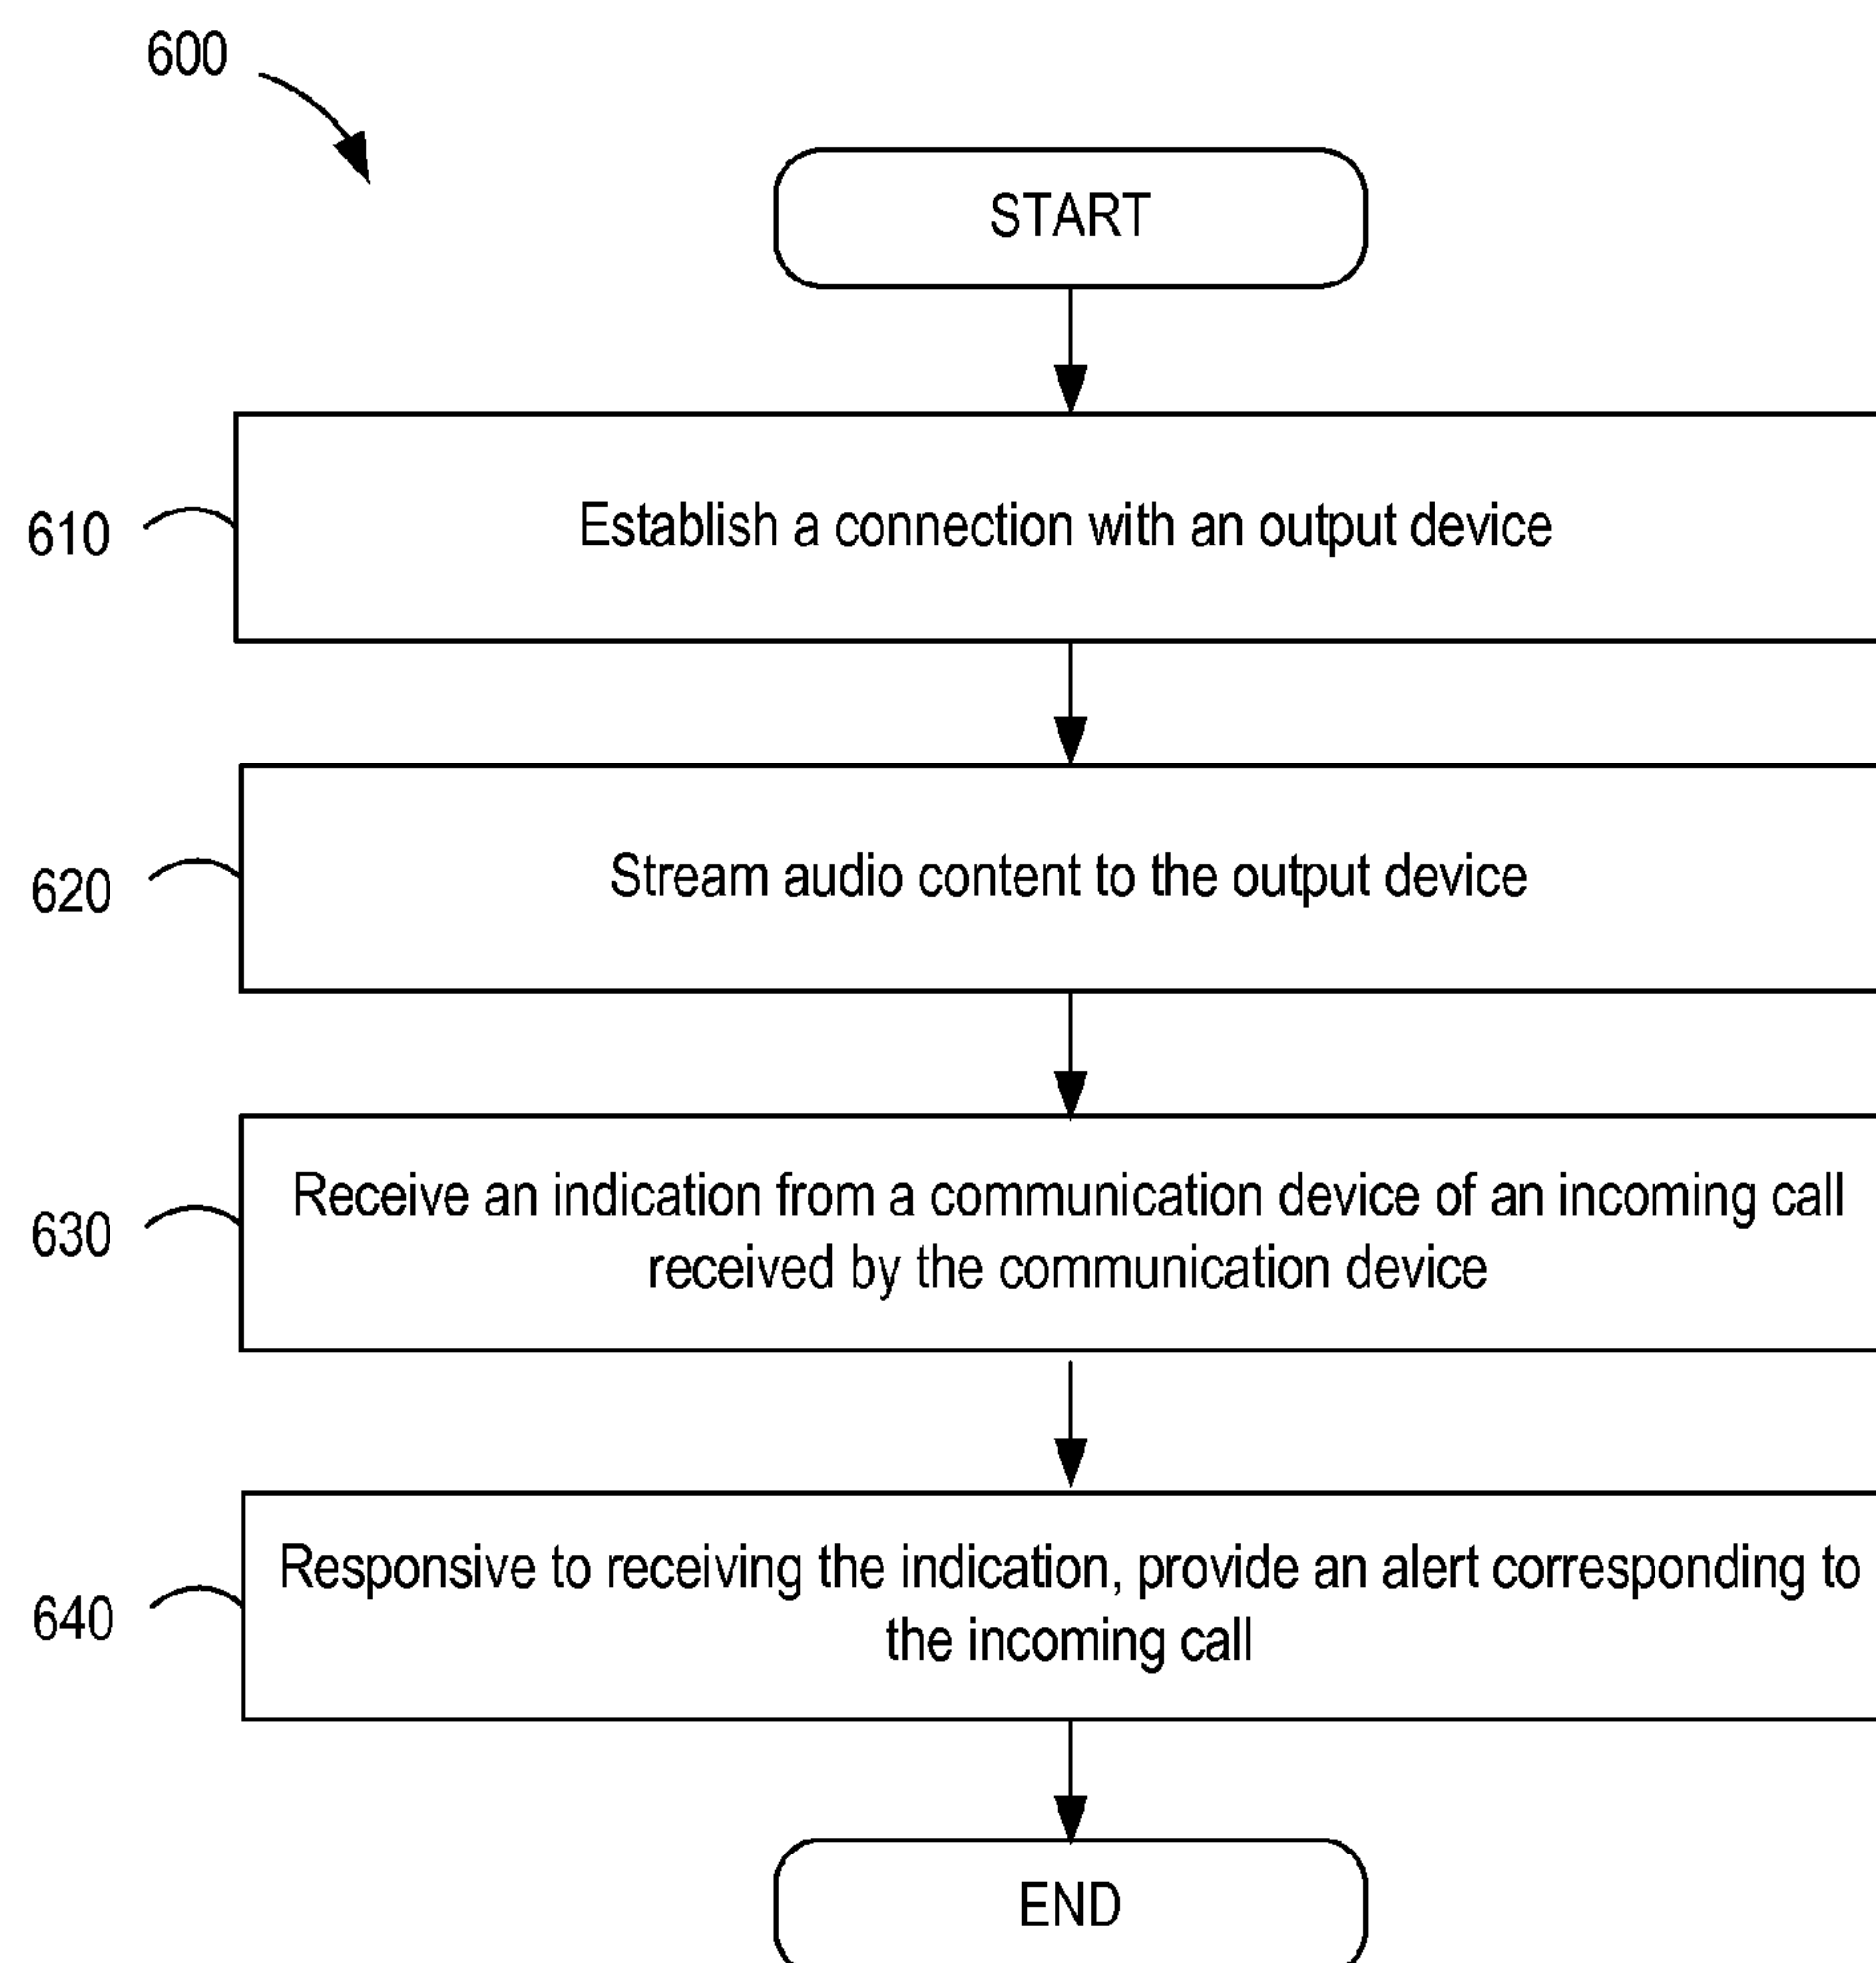 600
START
610
Establish a connection with an output device
620
Stream audio content to the output device
630
Receive an indication from a communication device of an incoming call
received by the communication device
640
Responsive to receiving the indication, provide an alert corresponding to
the incoming call
END